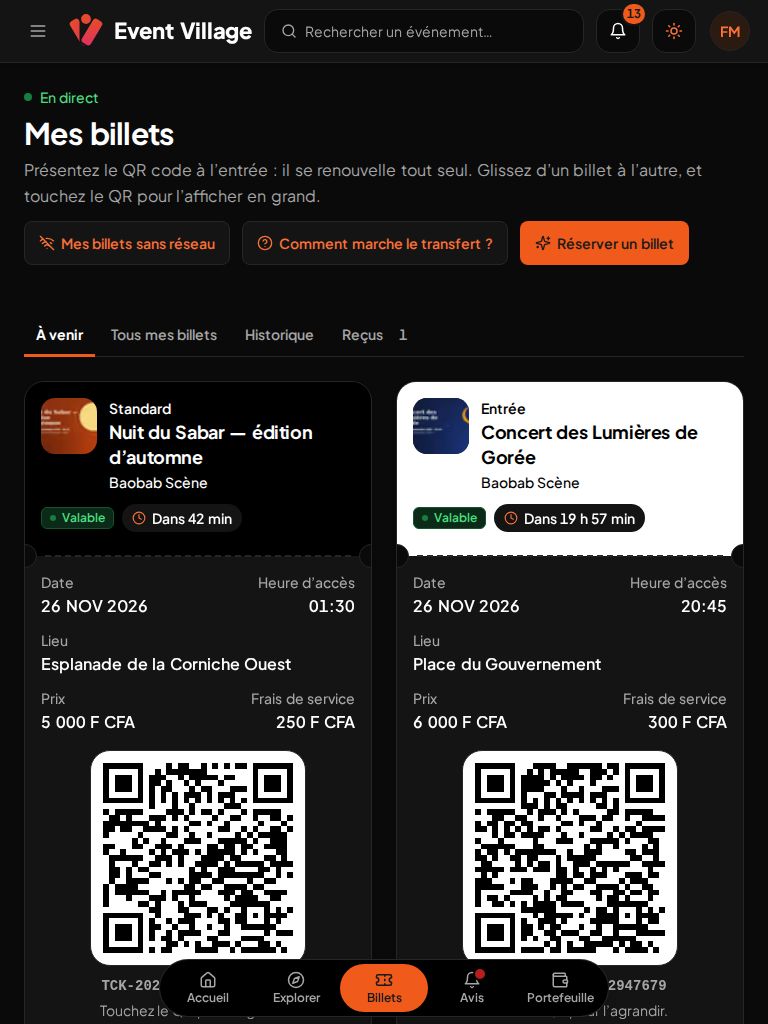 Event Village
Rechercher un événement…
13
FM
En direct
Mes billets
Présentez le QR code à l’entrée : il se renouvelle tout seul. Glissez d’un billet à l’autre, et
touchez le QR pour l’afficher en grand.
Mes billets sans réseau
Comment marche le transfert ?
Réserver un billet
À venir
Tous mes billets
Historique
Reçus 1
Standard
Nuit du Sabar — édition
d’automne
Baobab Scène
Valable
Dans 42 min
Date
Heure d’accès
26 NOV 2026
01:30
Lieu
Esplanade de la Corniche Ouest
Prix
Frais de service
5 000 F CFA
250 F CFA
TCK-202
Touchez le
Entrée
Concert des Lumières de
Gorée
Baobab Scène
Valable
Dans 19 h 57 min
Date
Heure d’accès
26 NOV 2026
20:45
Lieu
Place du Gouvernement
Prix
Frais de service
6 000 F CFA
300 F CFA
2947679
l’agrandir.
Accueil
Explorer
Billets
Avis
Portefeuille